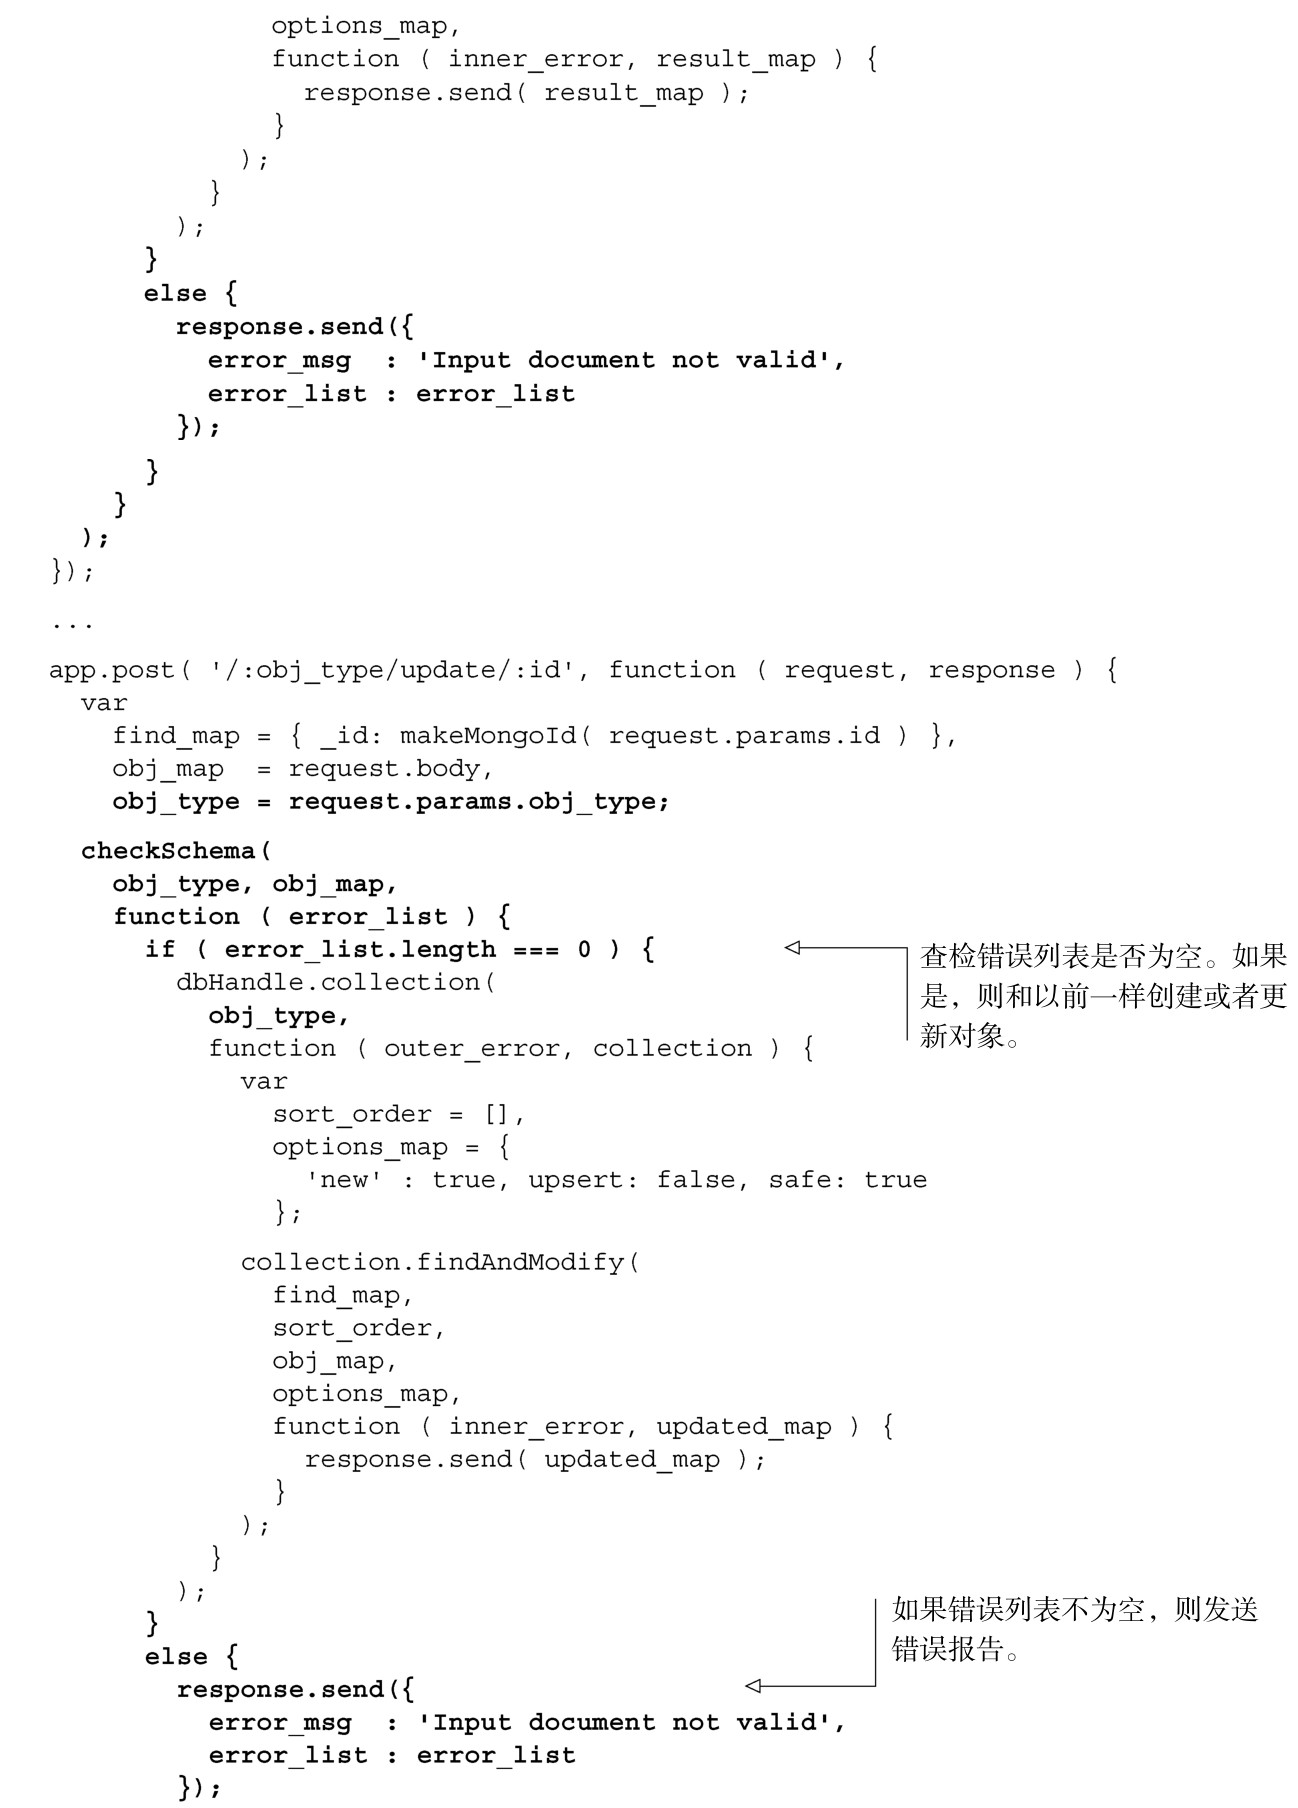 options_map,
              function ( inner_error, result_map ) {
                response.send( result_map );
              }
            );
          }
        );
      }
      else {
        response.send({
          error_msg  : 'Input document not valid',
          error_list : error_list
        });
      }
    }
  );
});
...
app.post( '/:obj_type/update/:id', function ( request, response ) {
  var
    find_map = { _id: makeMongoId( request.params.id ) },
    obj_map  = request.body,
    obj_type = request.params.obj_type;
  checkSchema(
    obj_type, obj_map,
    function ( error_list ) {
      if ( error_list.length === 0 ) {
查检错误列表是否为空。如果
是，则和以前一样创建或者更
新对象。
        dbHandle.collection(
          obj_type,
          function ( outer_error, collection ) {
            var
              sort_order = [],
              options_map = {
                'new' : true, upsert: false, safe: true
              };
            collection.findAndModify(
              find_map,
              sort_order,
              obj_map,
              options_map,
              function ( inner_error, updated_map ) {
                response.send( updated_map );
              }
            );
          }
        );
      }
      else {
如果错误列表不为空，则发送
错误报告。
        response.send({
          error_msg  : 'Input document not valid',
          error_list : error_list
        });